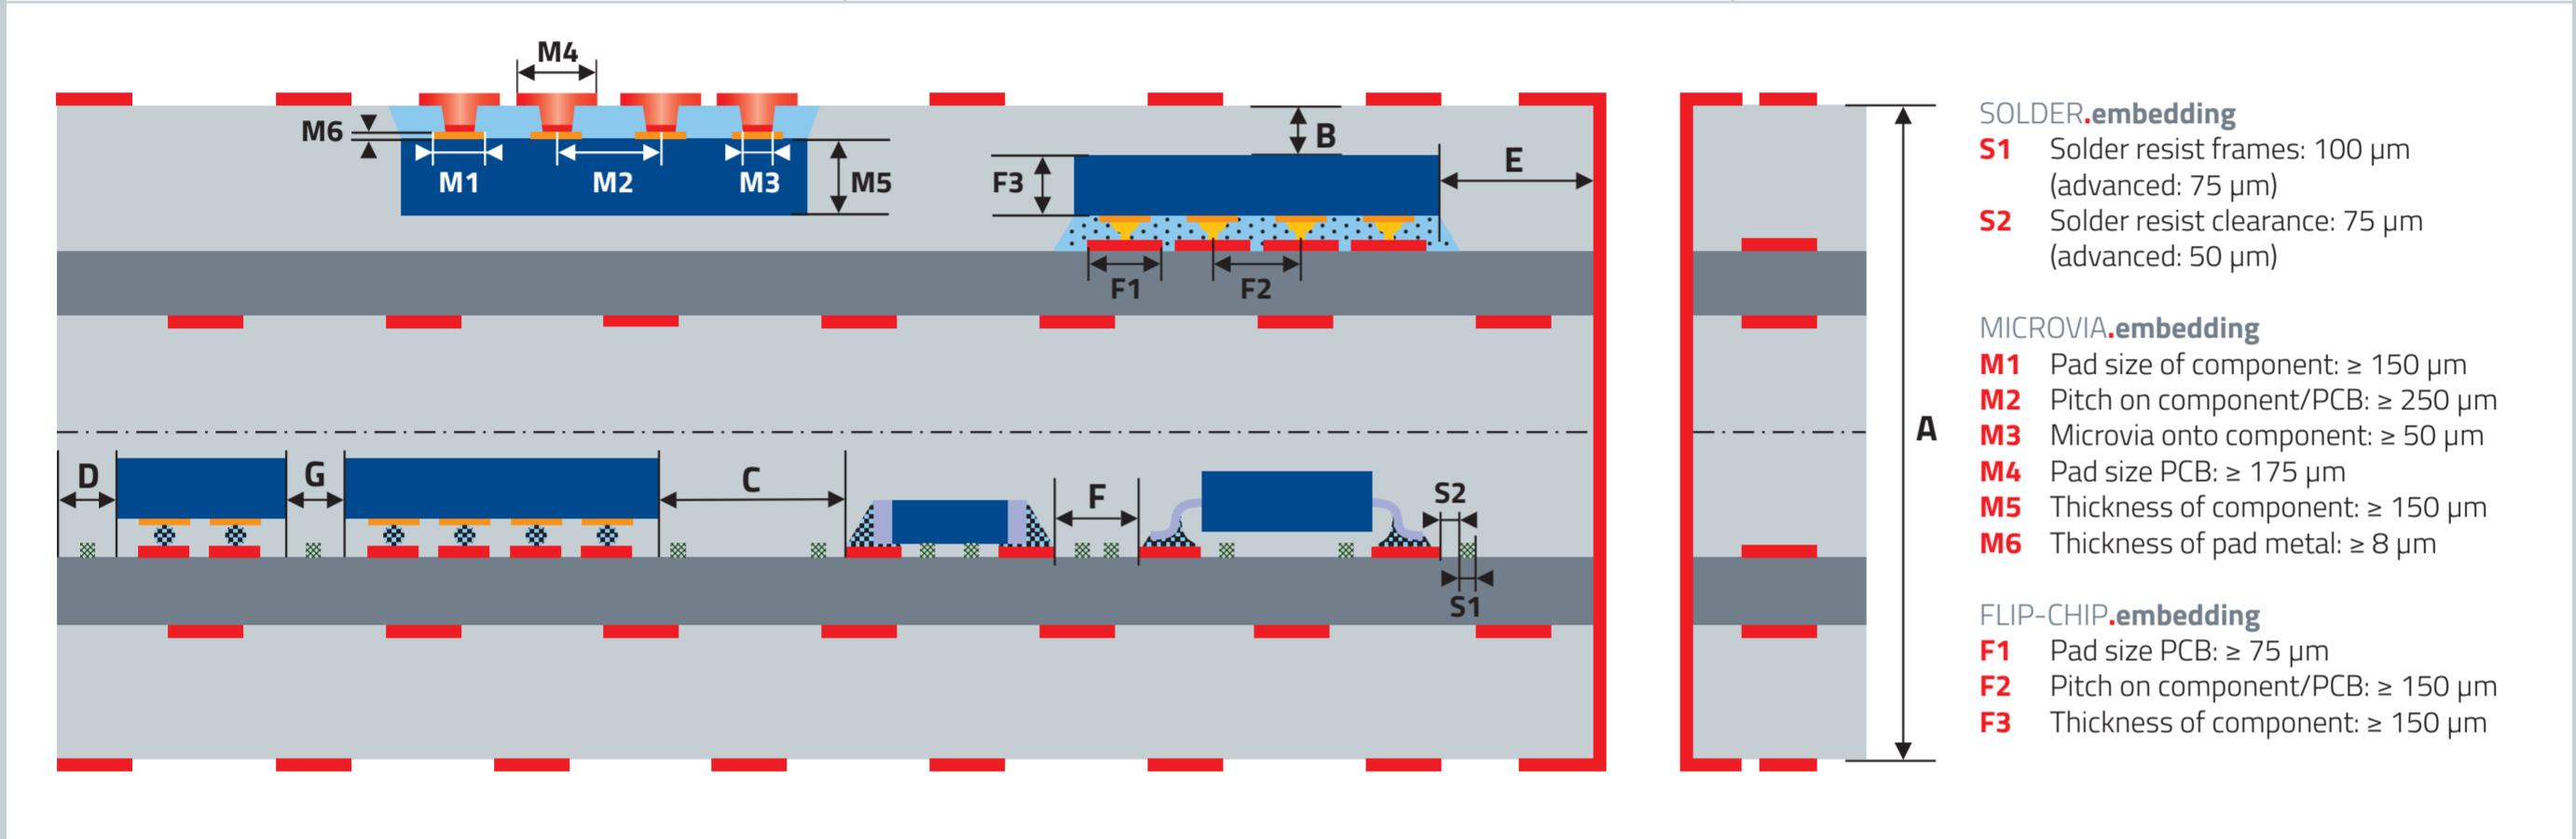 M4
M6
M1
M2
M3
M5
B
F3
E
F1
F2
A
D
G
C
F
S2
S1
SOLDER.embedding
S1 Solder resist frames: 100 µm
(advanced: 75 µm)
S2 Solder resist clearance: 75 µm
(advanced: 50 µm)
MICROVIA.embedding
M1 Pad size of component: ≥ 150 µm
M2 Pitch on component/PCB: ≥ 250 µm
M3 Microvia onto component: ≥ 50 µm
M4 Pad size PCB: ≥ 175 µm
M5 Thickness of component: ≥ 150 µm
M6 Thickness of pad metal: ≥ 8 µm
FLIP-CHIP.embedding
F1 Pad size PCB: ≥ 75 µm
F2 Pitch on component/PCB: ≥ 150 µm
F3 Thickness of component: ≥ 150 µm